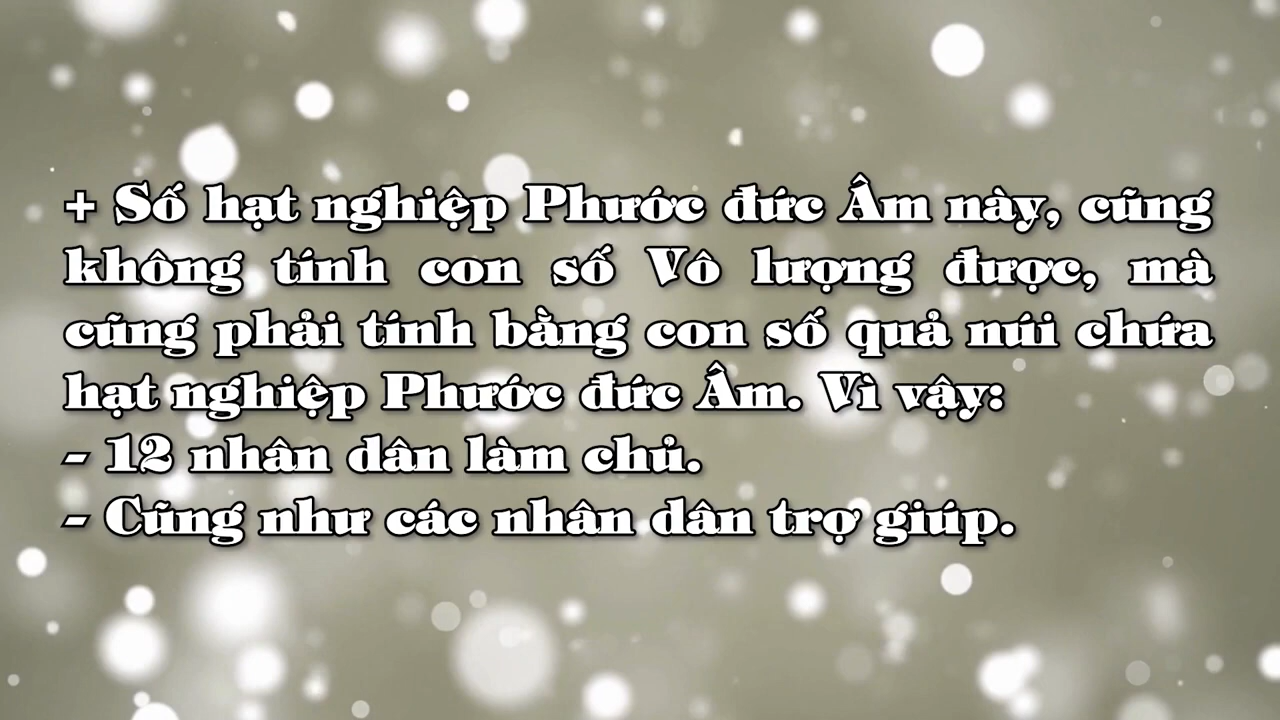 + Số hạt nghiệp Phước đức Âm này, cũng
không tính con số Vô lượng được, mà
cũng phải tính bằng con số quả núi chứa
hạt nghiệp Phước đức Âm. Vì vậy:
- 12 nhân dân làm chủ.
- Cũng như các nhân dân trợ giúp.